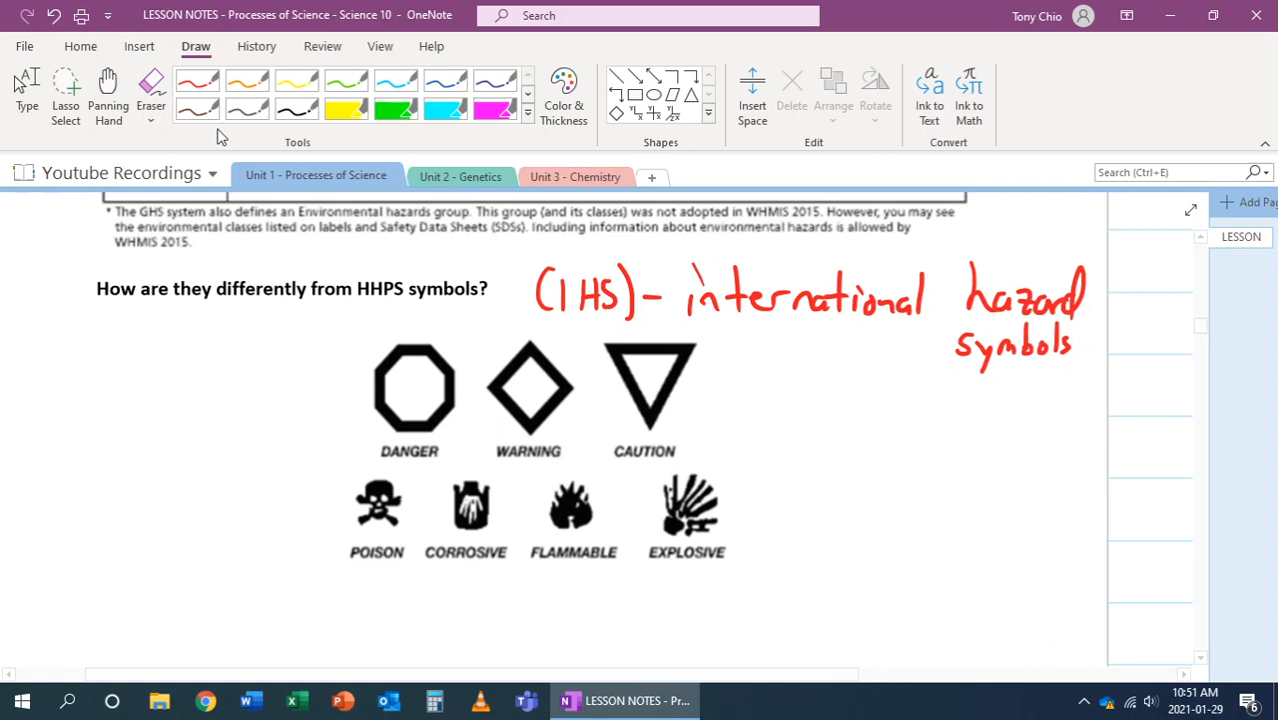 LESSON NOTES - Processes of Science - Science 10 - OneNote
Search
Tony Chio
File Home Insert Draw History Review View Help
Type
Lasso Select
Panning Hand
Eraser
Color & Thickness
Insert Space
Delete
Arrange
Rotate
Ink to Text
Ink to Math
Tools Shapes Edit Convert
Youtube Recordings
Unit 1 - Processes of Science
Unit 2 - Genetics
Unit 3 - Chemistry
Search (Ctrl+E)
Add Pag
LESSON
* The GHS system also defines an Environmental hazards group. This group (and its classes) was not adopted in WHMIS 2015. However, you may see
the environmental classes listed on labels and Safety Data Sheets (SDSs). Including information about environmental hazards is allowed by
WHMIS 2015.
How are they differently from HHPS symbols? (IHS) - international hazard
symbols
DANGER WARNING CAUTION
POISON CORROSIVE FLAMMABLE EXPLOSIVE
LESSON NOTES - Pr...
10:51 AM
2021-01-29
6